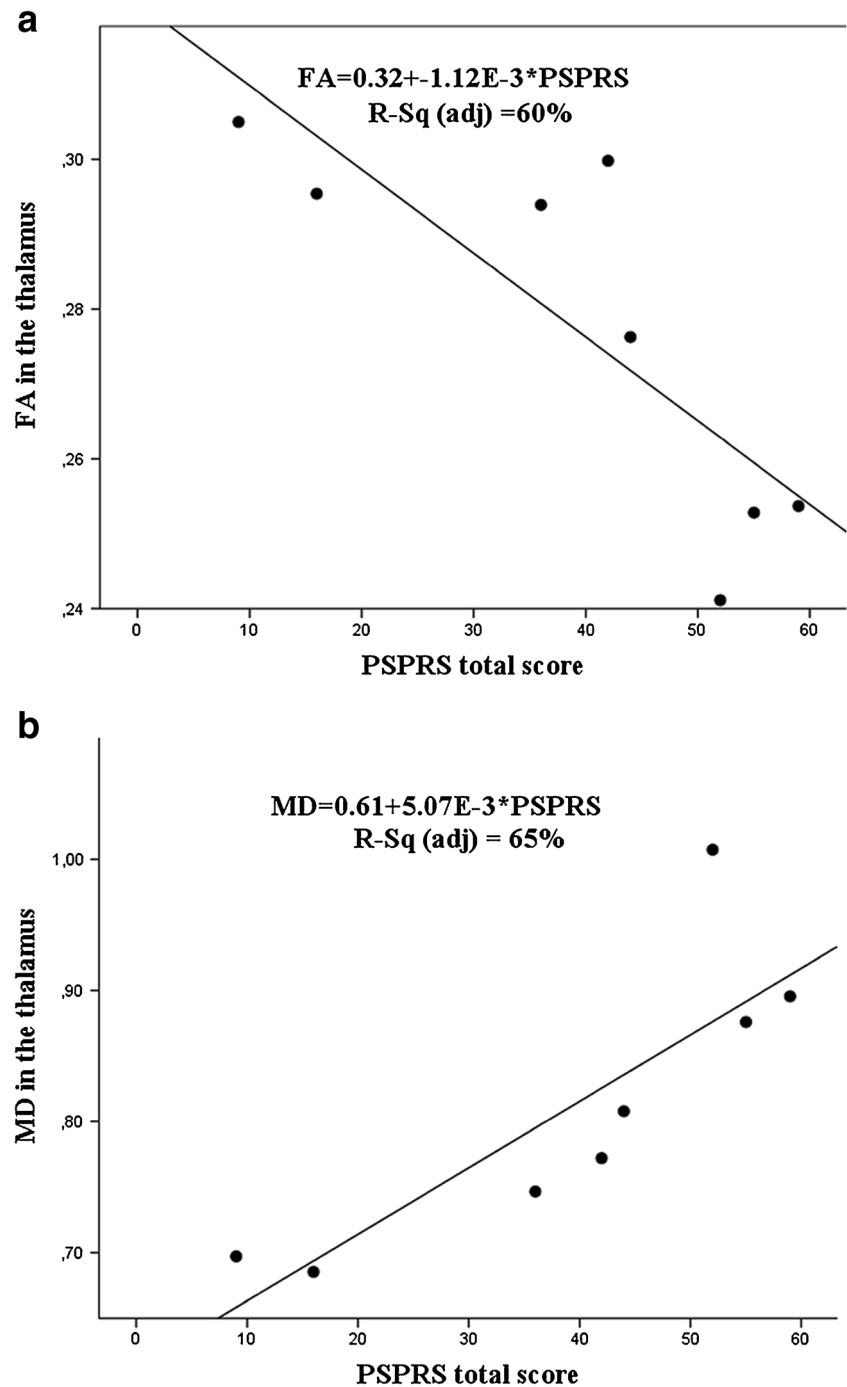 a
FA=0.32+-1.12E-3*PSPRS
R-Sq (adj) =60%
,30
,28
,26
,24
FA in the thalamus
0 10 20 30 40 50 60
PSPRS total score
b
MD=0.61+5.07E-3*PSPRS
R-Sq (adj) = 65%
1,00
,90
,80
,70
MD in the thalamus
0 10 20 30 40 50 60
PSPRS total score